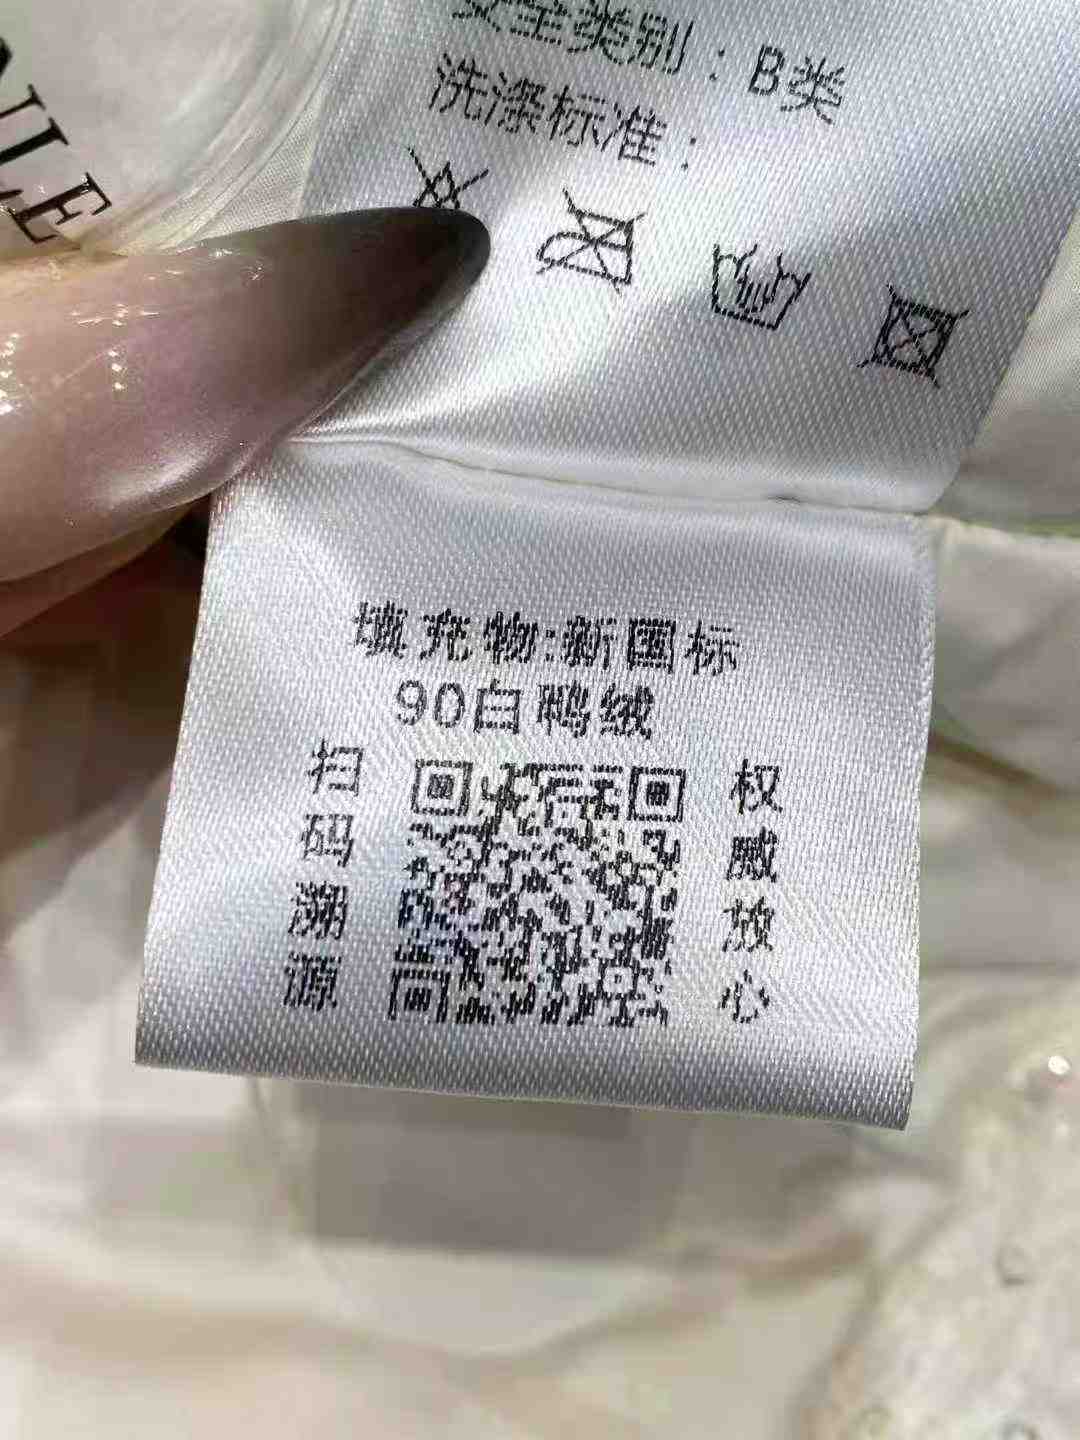 安全类别：B类
洗涤标准：
填充物:新国标
90白鸭绒
扫码溯源
权威放心